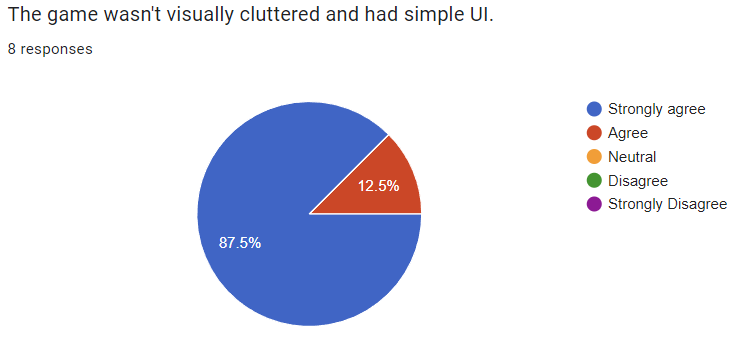 The game wasn't visually cluttered and had simple UI.
8 responses
Strongly agree
Agree
Neutral
Disagree
Strongly Disagree
12.5%
87.5%